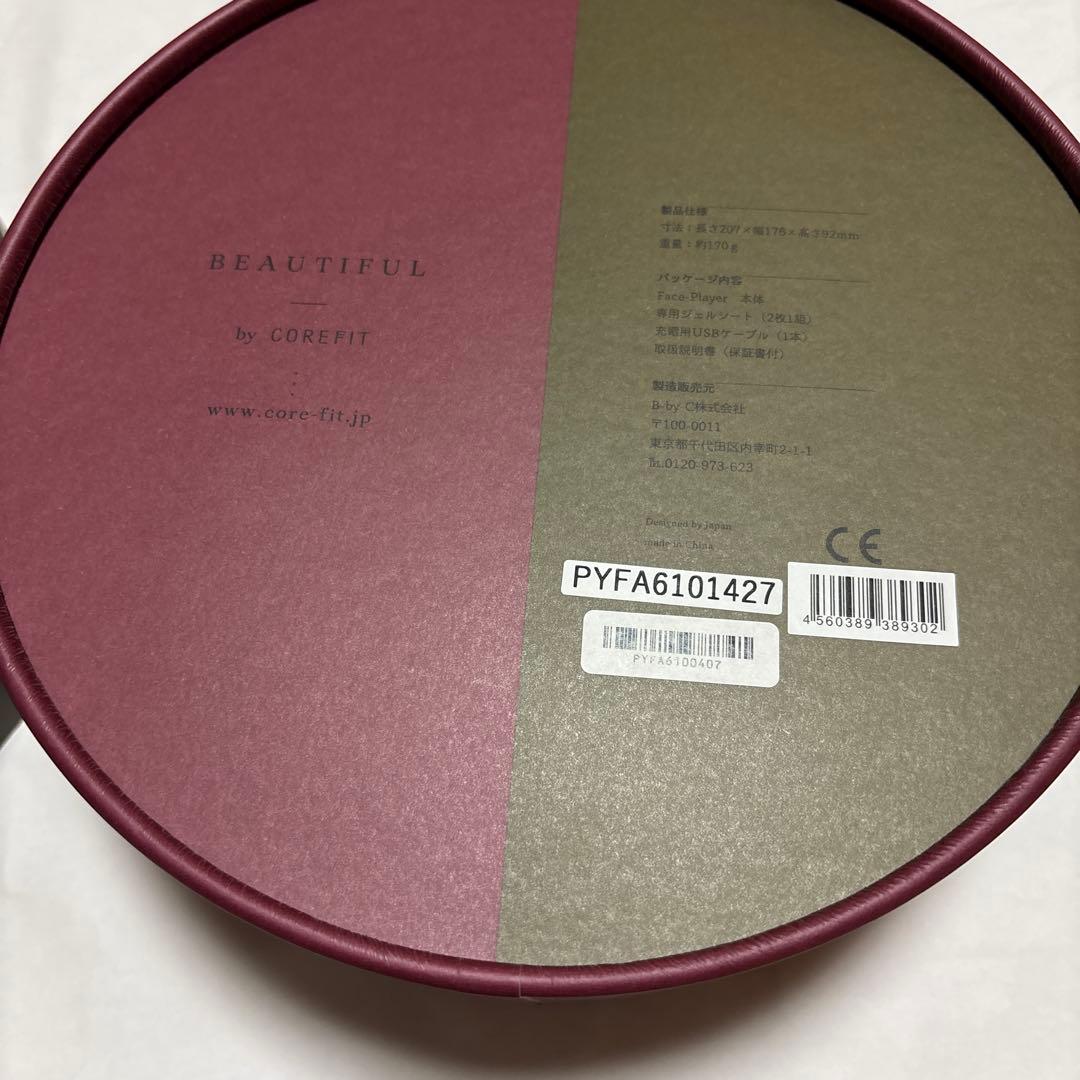 BEAUTIFUL
by COREFIT
www.core-fit.jp
製品仕様
寸法：長さ207×幅176×高さ92mm
重量：約170g
パッケージ内容
Face-Player 本体
専用ジェルシート（2枚1組）
充電用USBケーブル（1本）
取扱説明書（保証書付）
製造販売元
B-by C株式会社
〒100-0011
東京都千代田区内幸町2-1-1
℡.0120-973-623
Designed by japan
made in China
CE
PYFA6101427
4 560389 389302
PYFA6100407